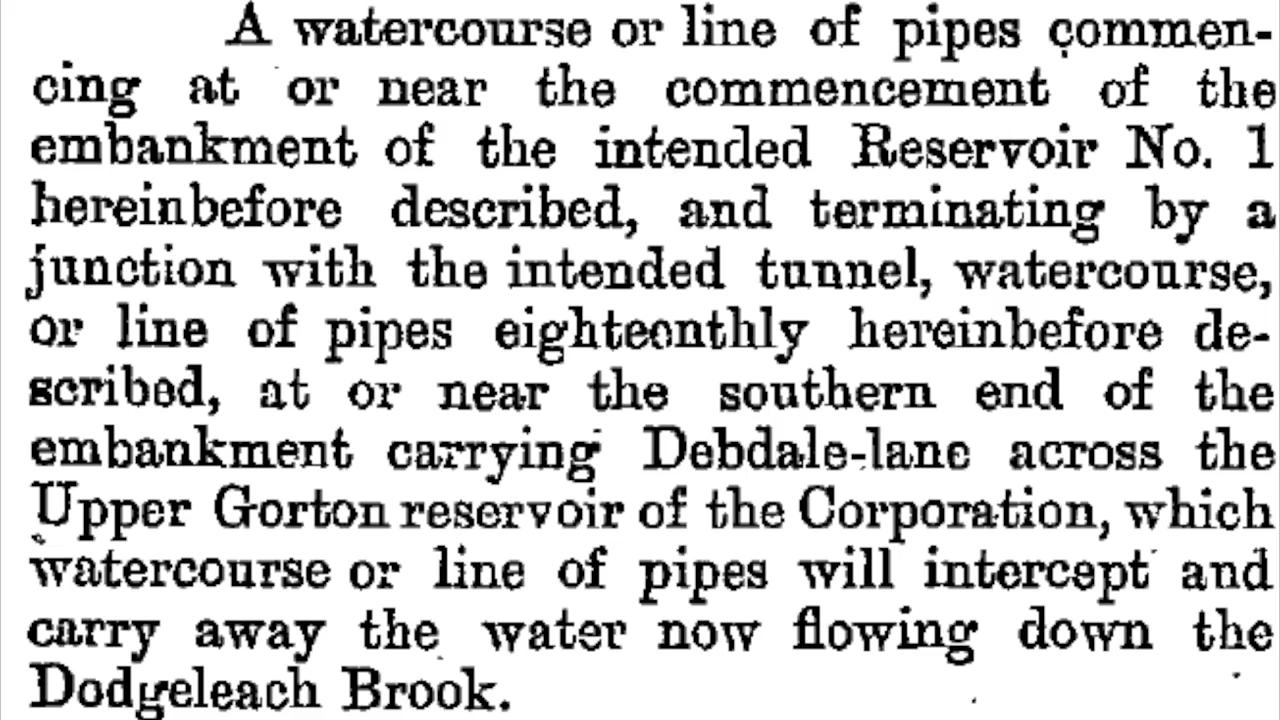 A watercourse or line of pipes commen-
cing at or near the commencement of the
embankment of the intended Reservoir No. 1
hereinbefore described, and terminating by a
junction with the intended tunnel, watercourse,
or line of pipes eighteenthly hereinbefore de-
scribed, at or near the southern end of the
embankment carrying Debdale-lane across the
Upper Gorton reservoir of the Corporation, which
watercourse or line of pipes will intercept and
carry away the water now flowing down the
Dodgeleach Brook.